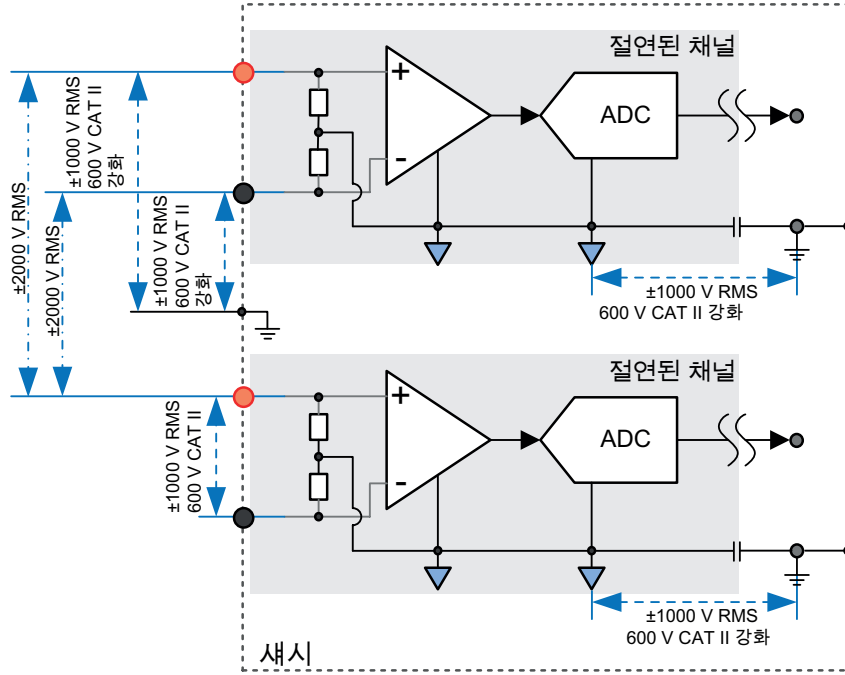 절연된 채널
+
-
ADC
±2000 V RMS
±2000 V RMS
±1000 V RMS
600 V CAT II
강화
±1000 V RMS
600 V CAT II
강화
±1000 V RMS
600 V CAT II 강화
절연된 채널
+
-
ADC
±1000 V RMS
600 V CAT II
±1000 V RMS
600 V CAT II 강화
섀시